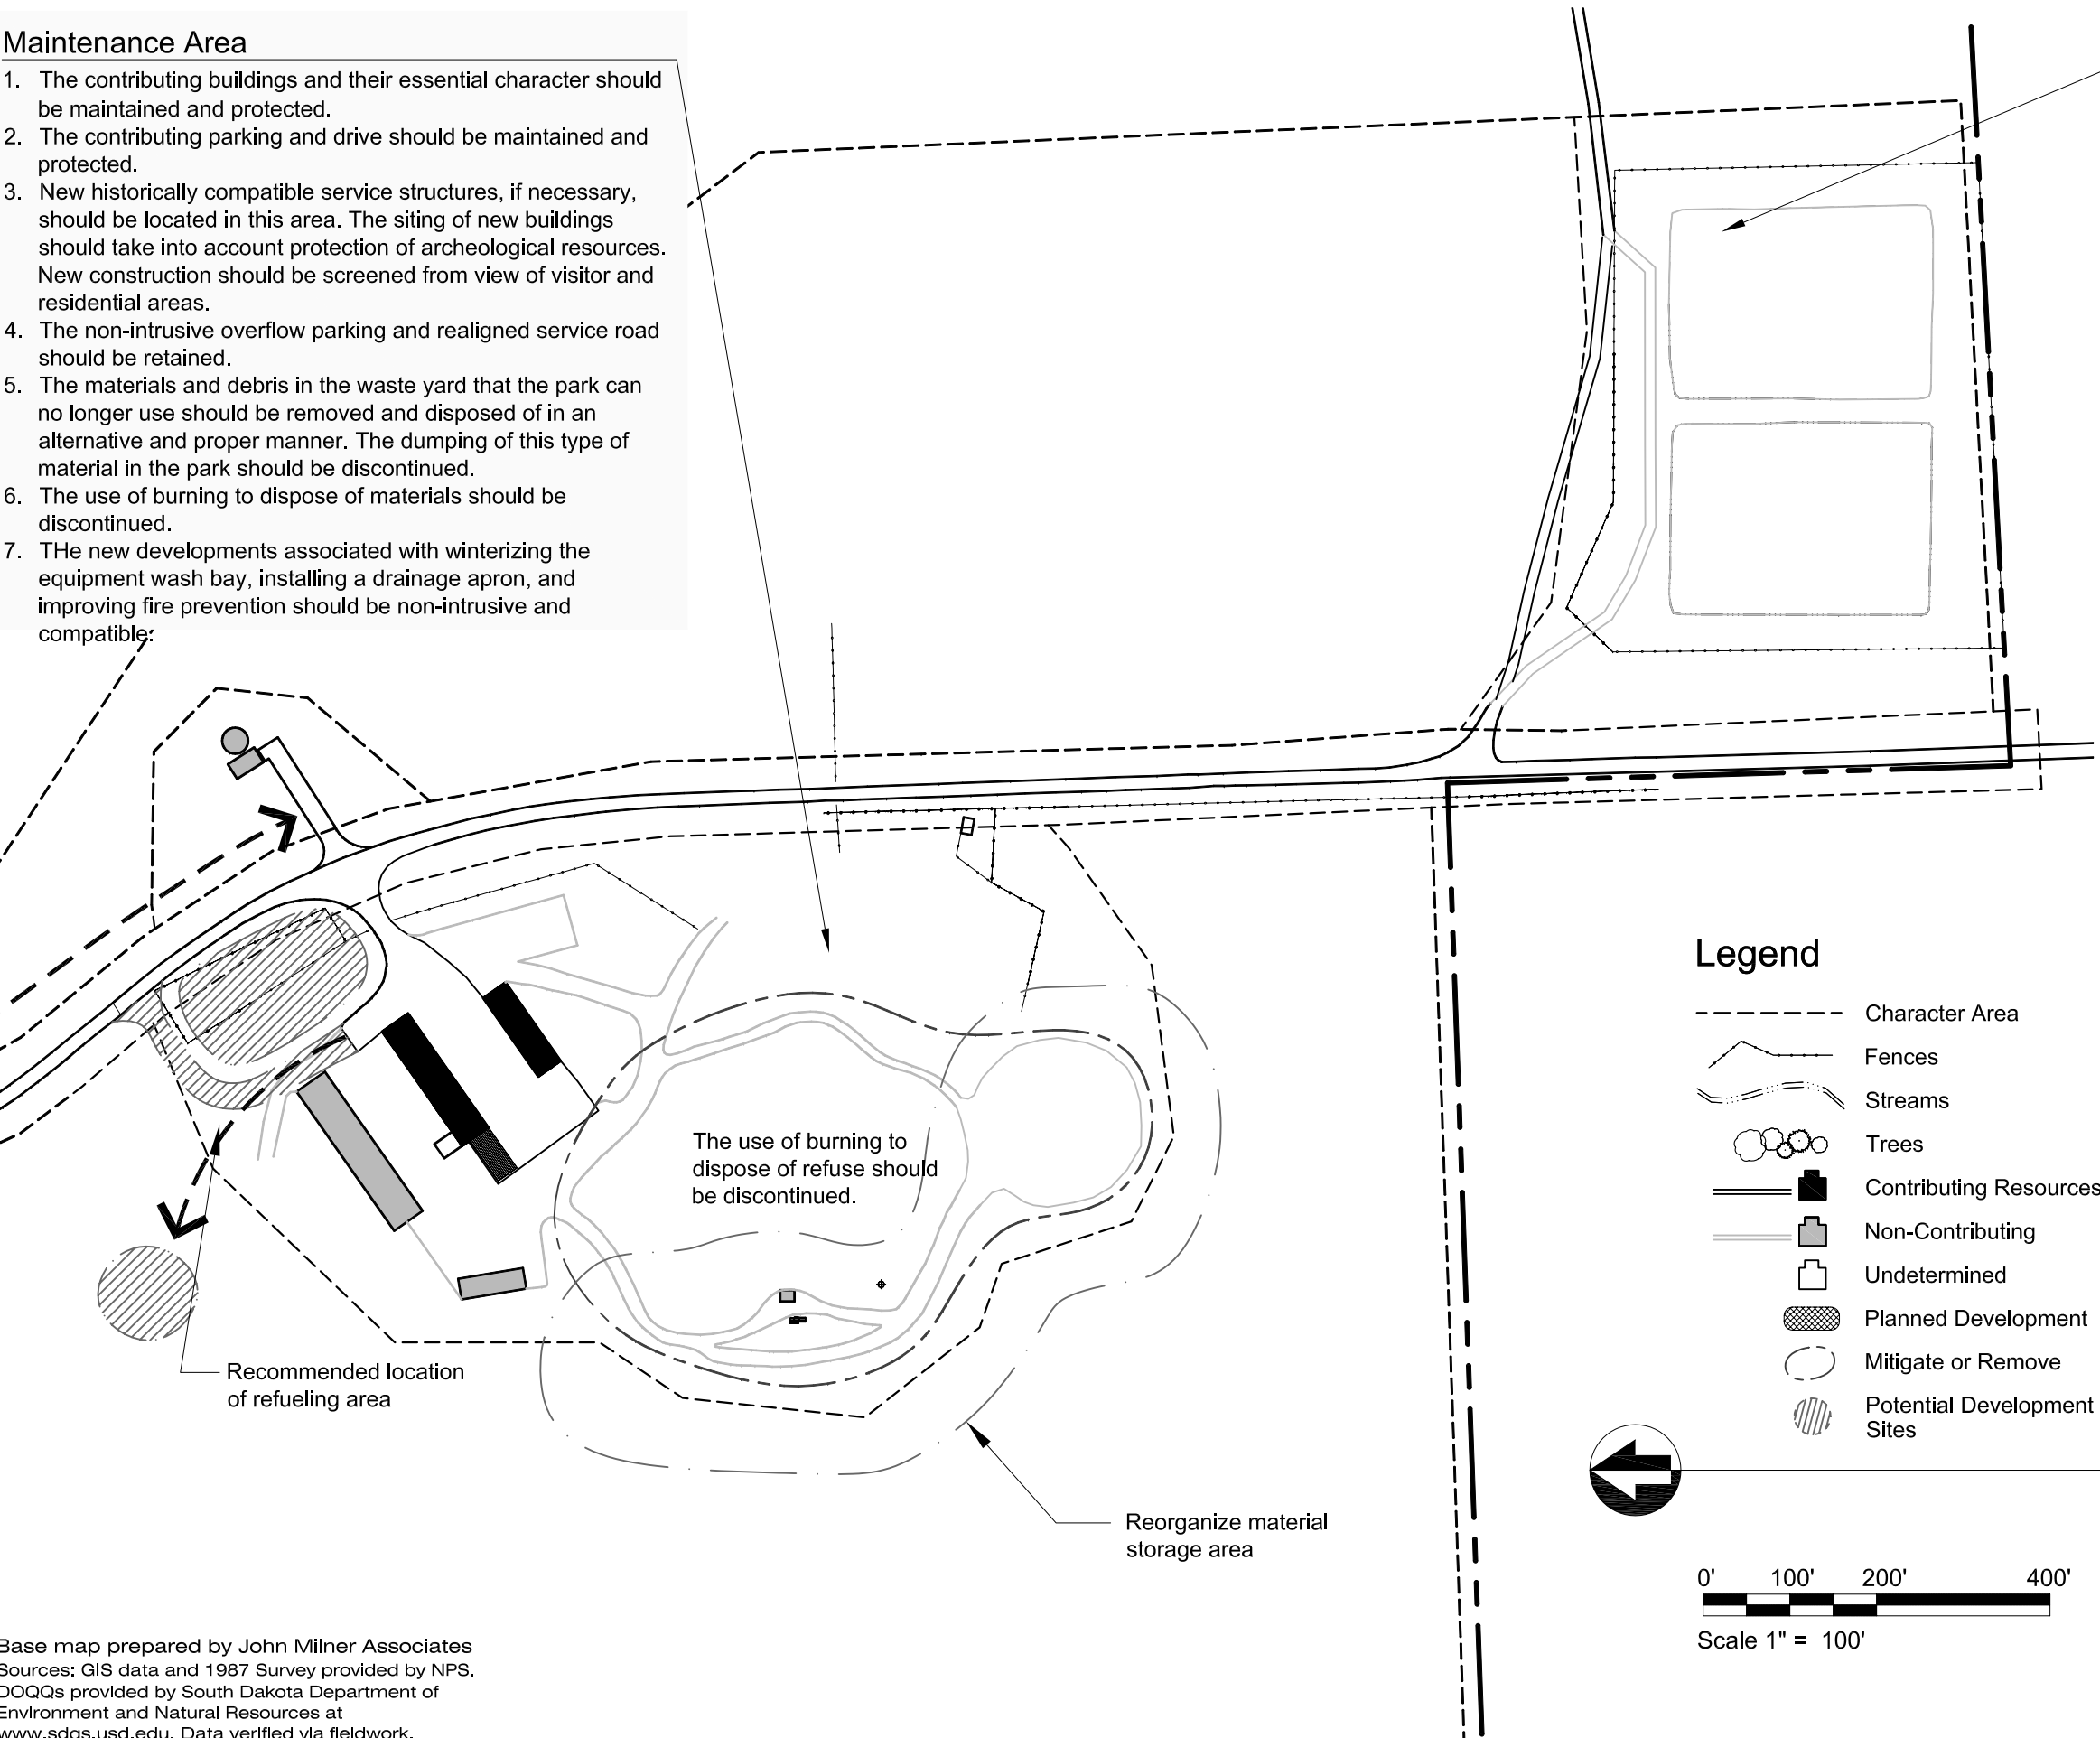 Maintenance Area
1. The contributing buildings and their essential character should
be maintained and protected.
2. The contributing parking and drive should be maintained and
protected.
3. New historically compatible service structures, if necessary,
should be located in this area. The siting of new buildings
should take into account protection of archeological resources.
New construction should be screened from view of visitor and
residential areas.
4. The non-intrusive overflow parking and realigned service road
should be retained.
5. The materials and debris in the waste yard that the park can
no longer use should be removed and disposed of in an
alternative and proper manner. The dumping of this type of
material in the park should be discontinued.
6. The use of burning to dispose of materials should be
discontinued.
7. THe new developments associated with winterizing the
equipment wash bay, installing a drainage apron, and
improving fire prevention should be non-intrusive and
compatible.
The use of burning to
dispose of refuse should
be discontinued.
Recommended location
of refueling area
Reorganize material
storage area
Legend
Character Area
Fences
Streams
Trees
Contributing Resources
Non-Contributing
Undetermined
Planned Development
Mitigate or Remove
Potential Development
Sites
0' 100' 200' 400'
Scale 1" = 100'
Base map prepared by John Milner Associates
Sources: GIS data and 1987 Survey provided by NPS.
DOQQs provided by South Dakota Department of
Environment and Natural Resources at
www.sdgs.usd.edu. Data verified via fieldwork.